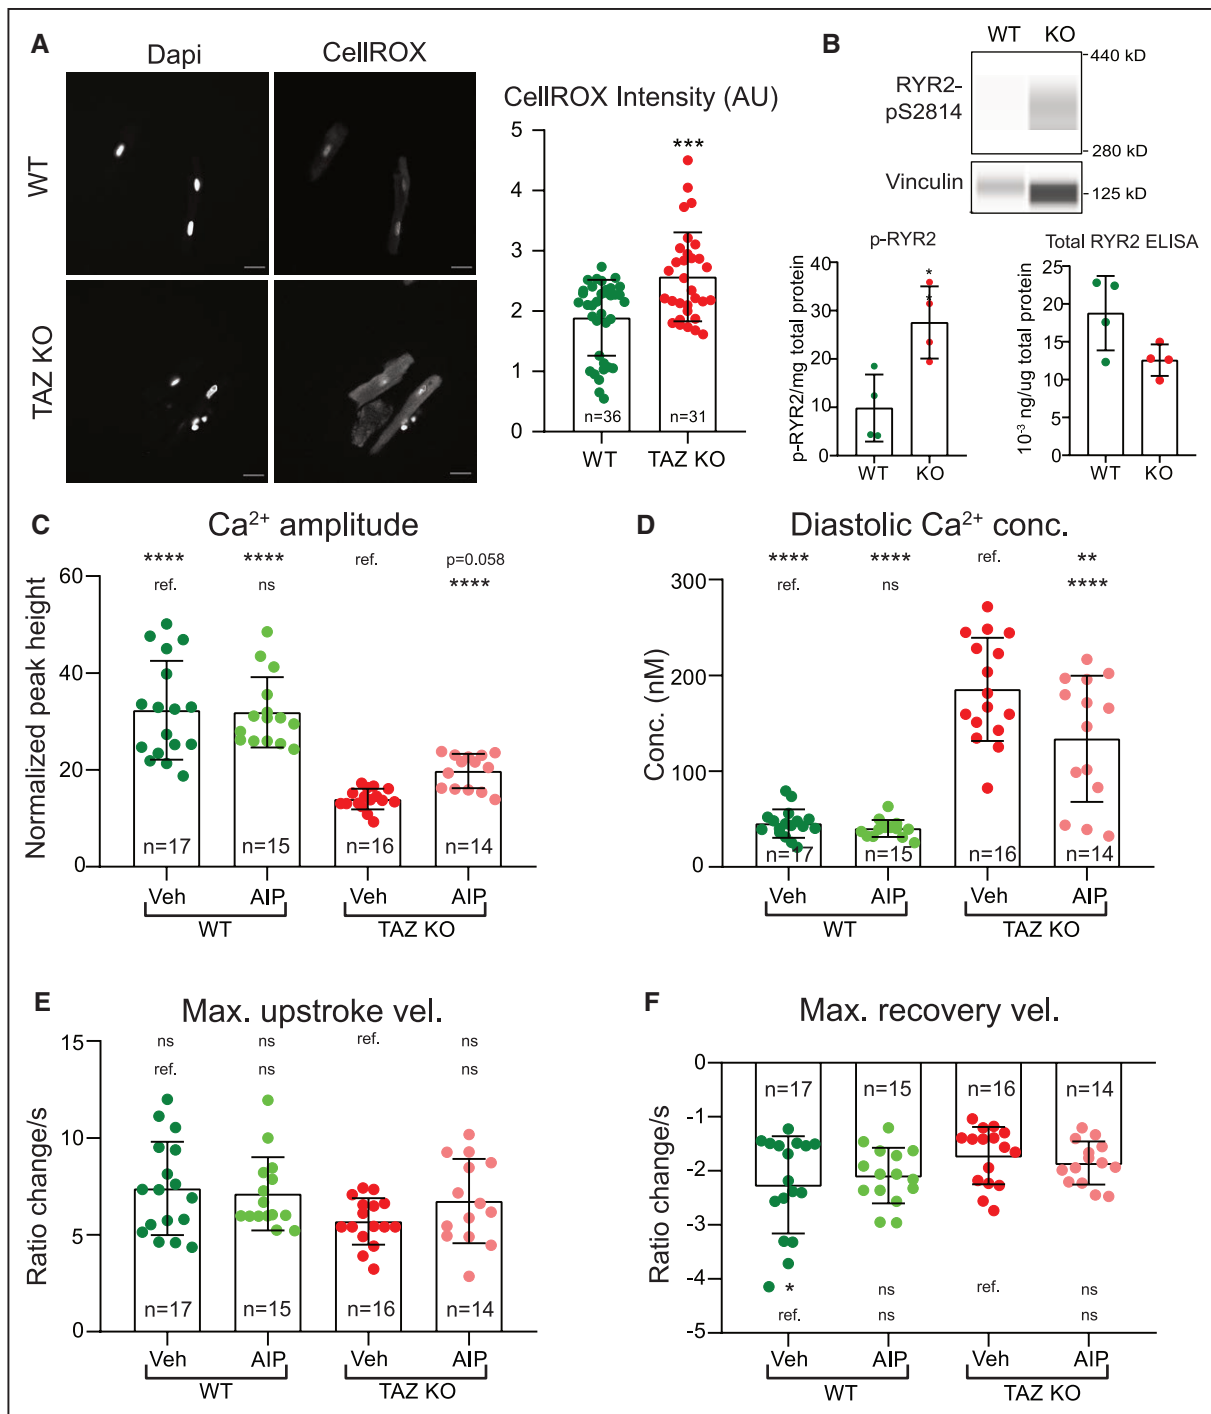 A
Dapi
CellROX
WT
TAZ KO
CellROX Intensity (AU)
5
4
3
2
1
0
***
n=36
n=31
WT
TAZ KO
B
WT
KO
RYR2-
pS2814
440 kD
280 kD
Vinculin
125 kD
p-RYR2
p-RYR2/mg total protein
40
30
20
10
0
*
*
WT
KO
Total RYR2 ELISA
10⁻³ ng/ug total protein
25
20
15
10
5
0
WT
KO
C
Ca²⁺ amplitude
**** **** ref. p=0.058
ref. ns ****
Normalized peak height
60
40
20
0
n=17 n=15 n=16 n=14
Veh AIP Veh AIP
WT TAZ KO
D
Diastolic Ca²⁺ conc.
**** **** ref. **
ref. ns ****
Conc. (nM)
300
200
100
0
n=17 n=15 n=16 n=14
Veh AIP Veh AIP
WT TAZ KO
E
Max. upstroke vel.
ns ns ref. ns
ref. ns ns
Ratio change/s
15
10
5
0
n=17 n=15 n=16 n=14
Veh AIP Veh AIP
WT TAZ KO
F
Max. recovery vel.
Ratio change/s
0
-1
-2
-3
-4
-5
n=17 n=15 n=16 n=14
* ns ref. ns
ref. ns ns
Veh AIP Veh AIP
WT TAZ KO